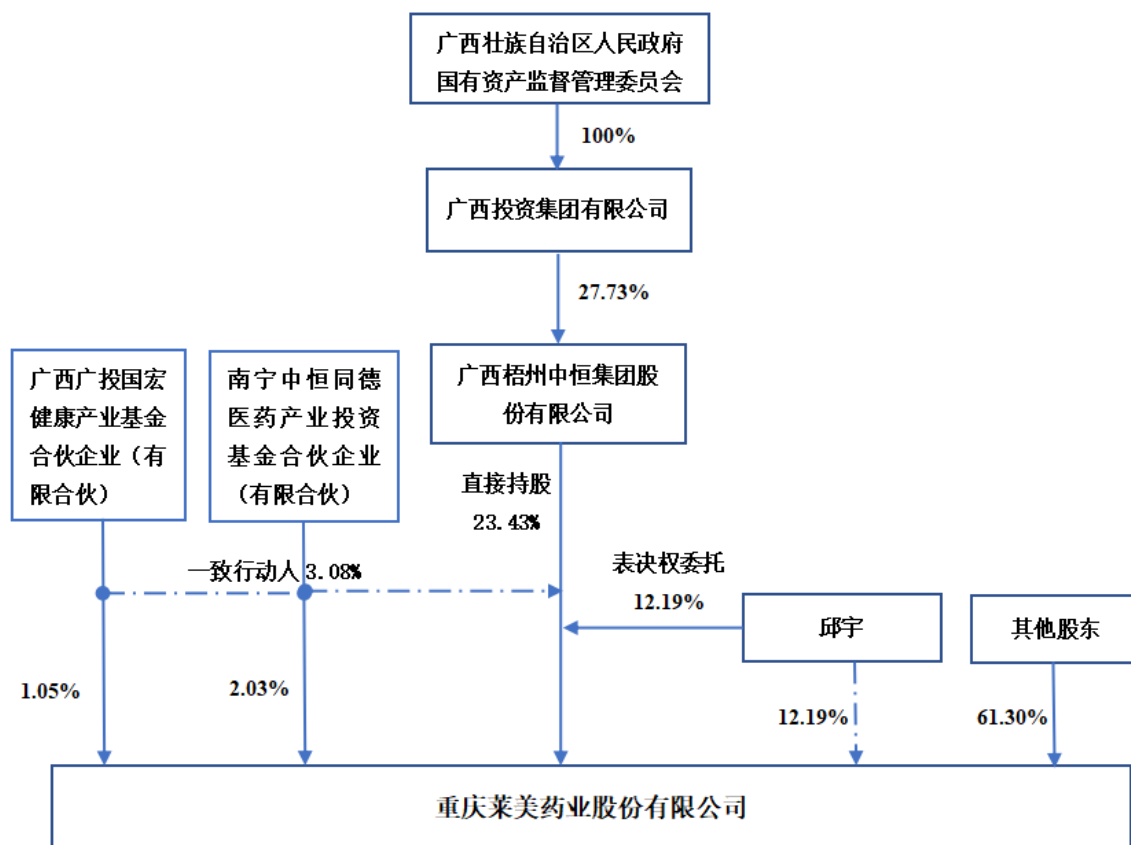 广西壮族自治区人民政府
国有资产监督管理委员会
100%
广西投资集团有限公司
27.73%
广西广投国宏
健康产业基金
合伙企业（有
限合伙）
南宁中恒同德
医药产业投资
基金合伙企业
（有限合伙）
广西梧州中恒集团股
份有限公司
直接持股
23.43%
一致行动人 3.08%
表决权委托
12.19%
邱宇
其他股东
1.05%
2.03%
12.19%
61.30%
重庆莱美药业股份有限公司